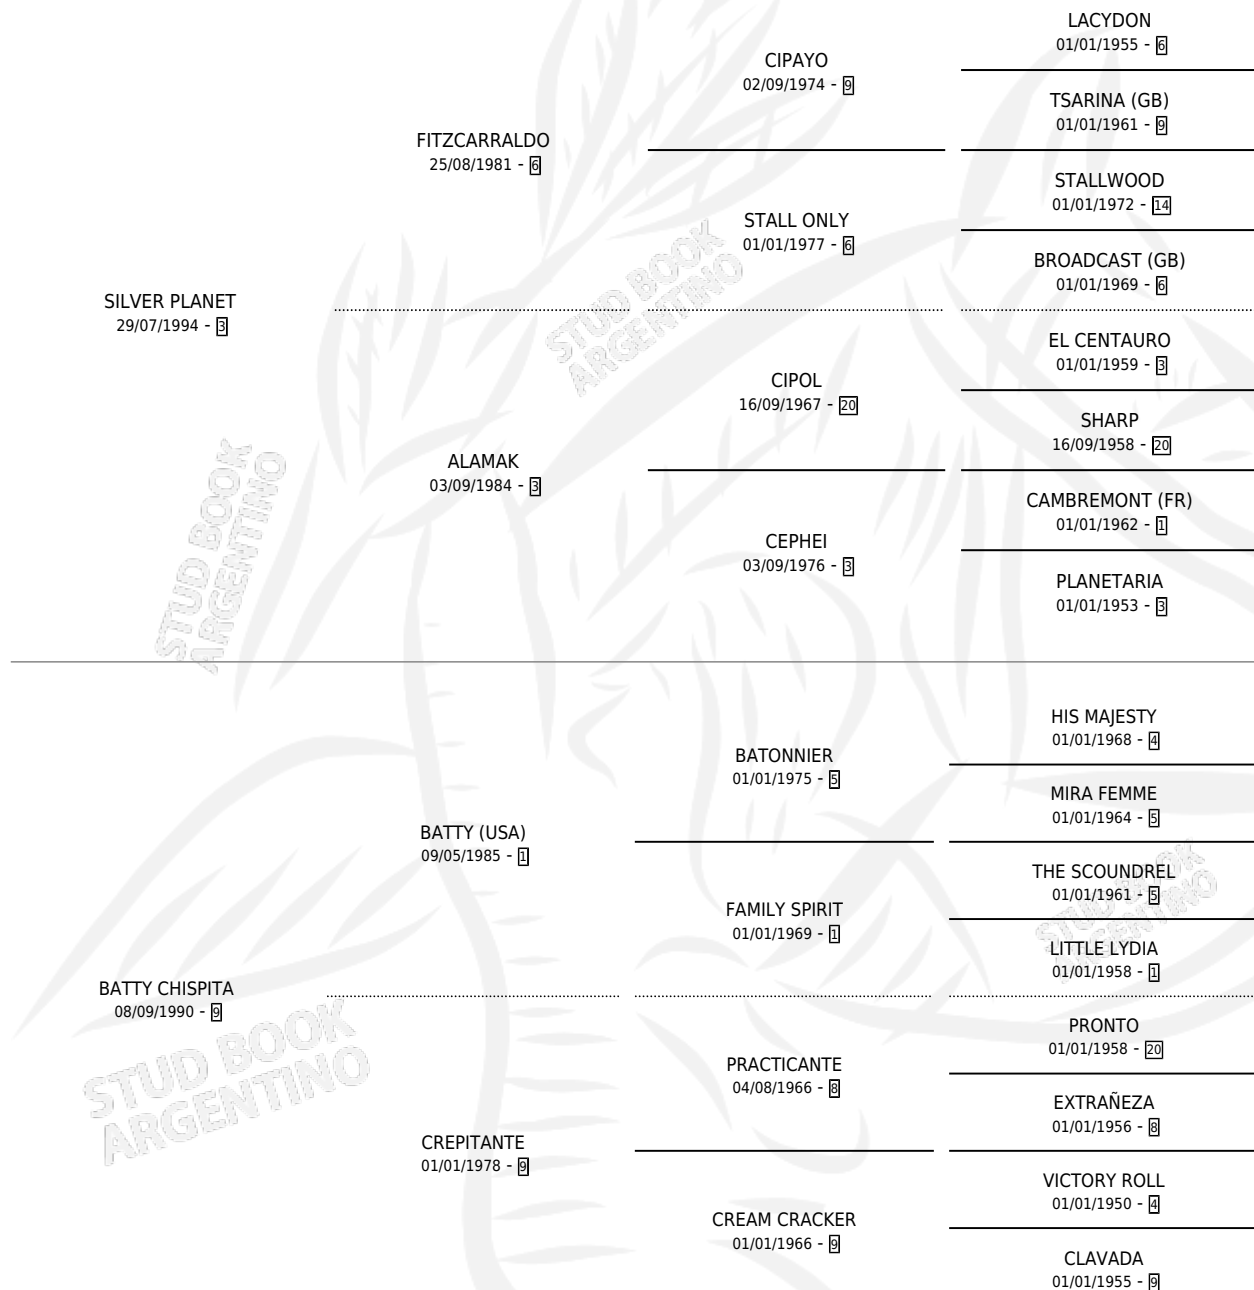 LACYDON
01/01/1955 - 6
CIPAYO
02/09/1974 - 9
TSARINA (GB)
01/01/1961 - 9
FITZCARRALDO
25/08/1981 - 6
STALLWOOD
01/01/1972 - 14
STALL ONLY
01/01/1977 - 6
BROADCAST (GB)
01/01/1969 - 6
SILVER PLANET
29/07/1994 - 3
STUD BOOK
ARGENTINO
EL CENTAURO
01/01/1959 - 3
CIPOL
16/09/1967 - 20
SHARP
16/09/1958 - 20
ALAMAK
03/09/1984 - 3
CAMBREMONT (FR)
01/01/1962 - 1
CEPHEI
03/09/1976 - 3
PLANETARIA
01/01/1953 - 3
STUD BOOK
ARGENTINO
HIS MAJESTY
01/01/1968 - 4
BATONNIER
01/01/1975 - 5
MIRA FEMME
01/01/1964 - 5
BATTY (USA)
09/05/1985 - 1
THE SCOUNDREL
01/01/1961 - 5
FAMILY SPIRIT
01/01/1969 - 1
LITTLE LYDIA
01/01/1958 - 1
STUD BOOK
ARGENTINO
BATTY CHISPITA
08/09/1990 - 9
PRONTO
01/01/1958 - 20
PRACTICANTE
04/08/1966 - 8
EXTRAÑEZA
01/01/1956 - 8
STUD BOOK
ARGENTINO
CREPITANTE
01/01/1978 - 9
VICTORY ROLL
01/01/1950 - 4
CREAM CRACKER
01/01/1966 - 9
CLAVADA
01/01/1955 - 9